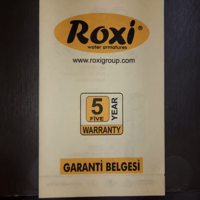 Roxi®
water armatures
www.roxigroup.com
5
FIVE
YEAR
WARRANTY
GARANTİ BELGESİ